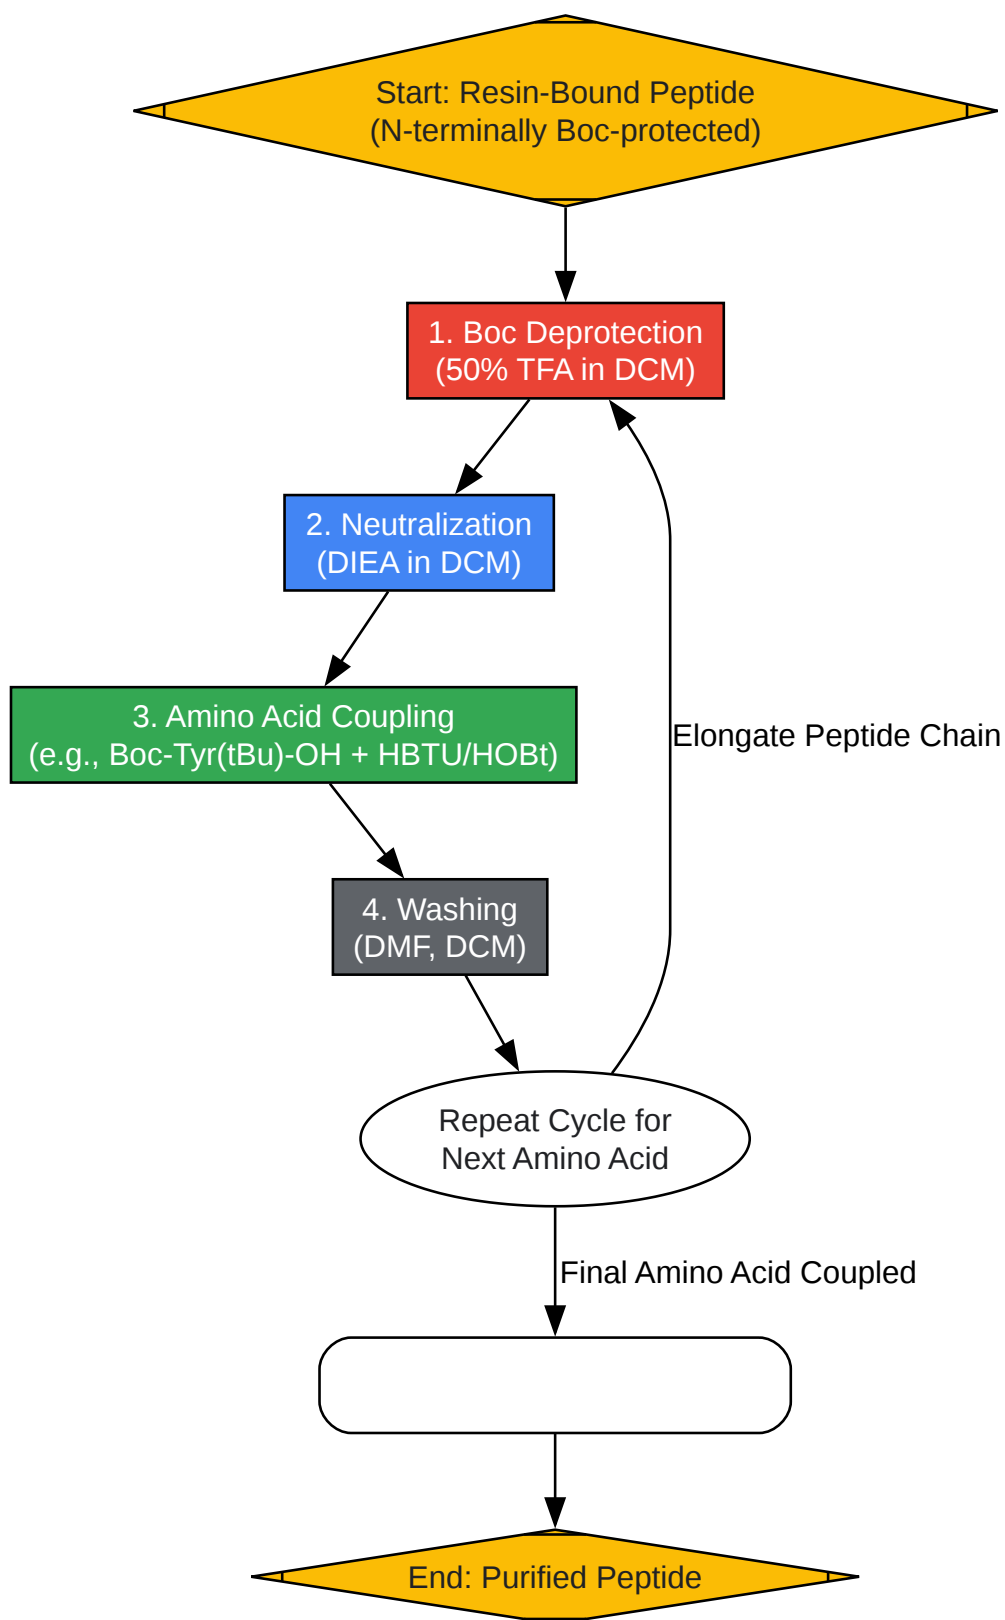 Start: Resin-Bound Peptide
(N-terminally Boc-protected)
1. Boc Deprotection
(50% TFA in DCM)
2. Neutralization
(DIEA in DCM)
3. Amino Acid Coupling
(e.g., Boc-Tyr(tBu)-OH + HBTU/HOBt)
Elongate Peptide Chain
4. Washing
(DMF, DCM)
Repeat Cycle for
Next Amino Acid
Final Amino Acid Coupled
End: Purified Peptide